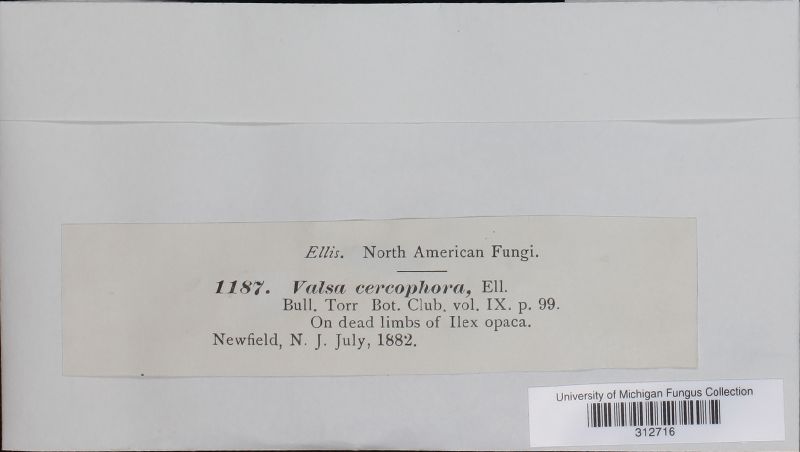 Ellis. North American Fungi.
1187. Valsa cercophora, Ell.
Bull. Torr Bot. Club. vol. IX. p. 99.
On dead limbs of Ilex opaca.
Newfield, N. J. July, 1882.
University of Michigan Fungus Collection
312716